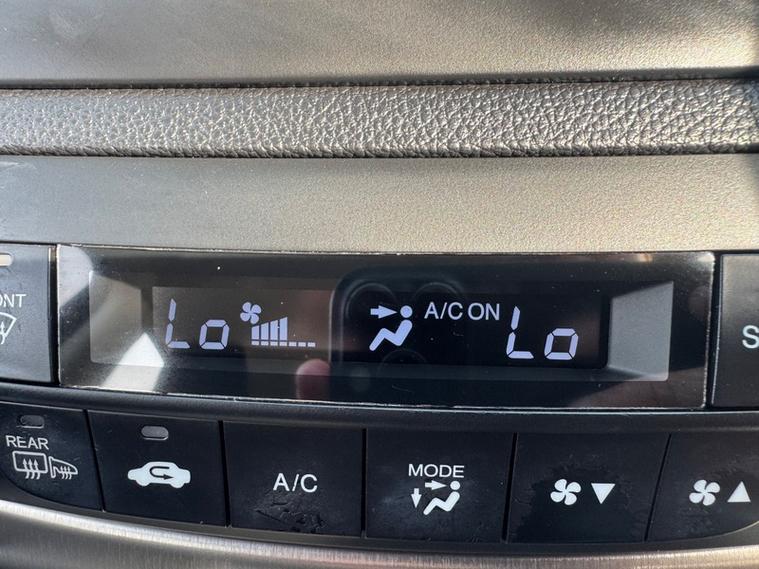 Lo A/C ON Lo
ONT
S
REAR
A/C
MODE